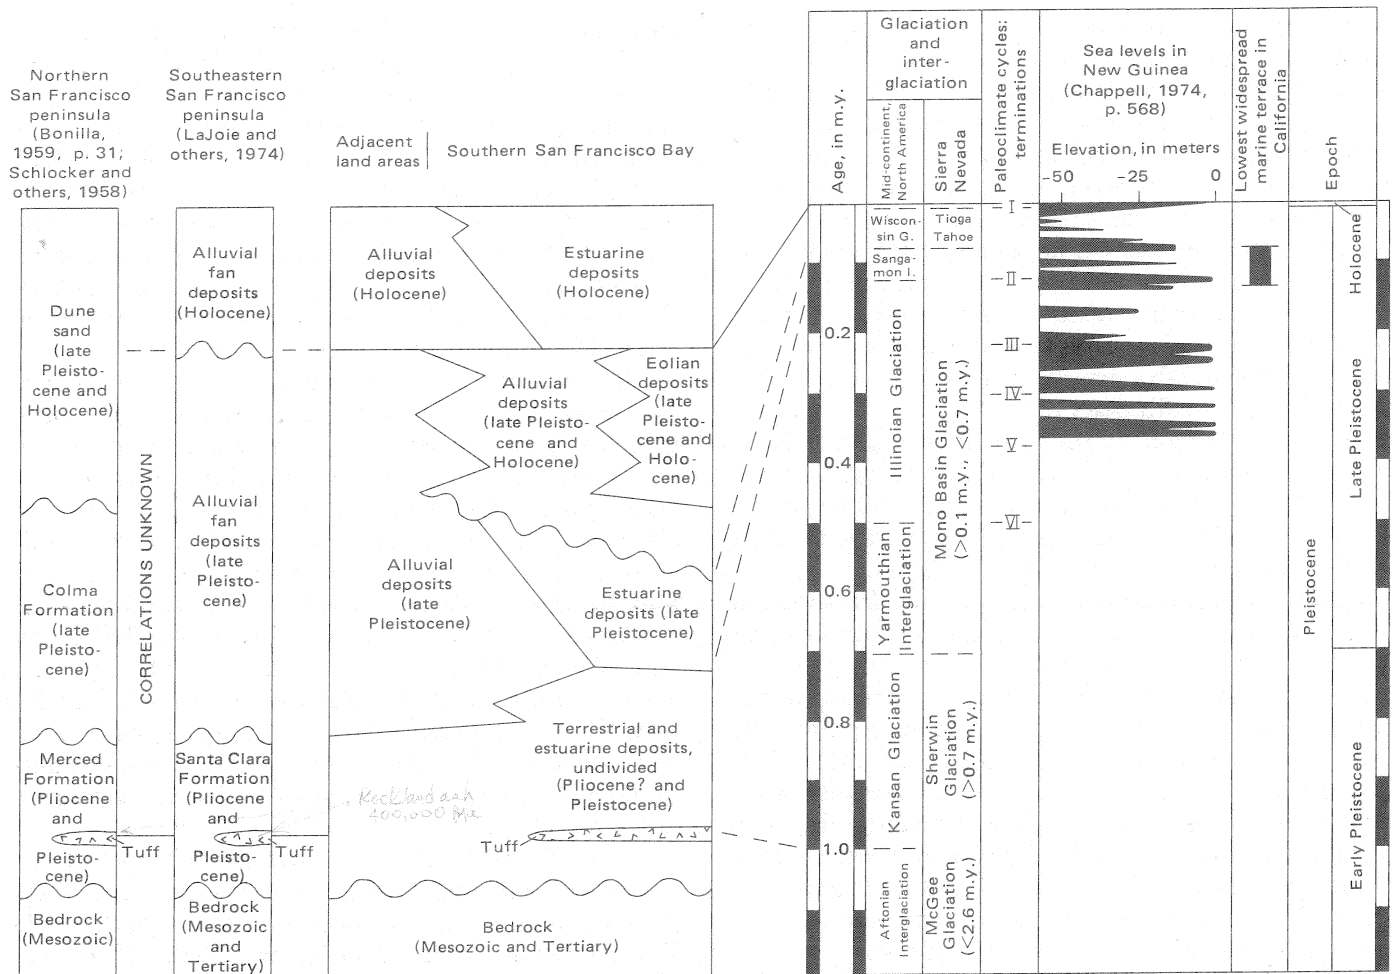 Northern
San Francisco
peninsula
(Bonilla,
1959, p. 31;
Schlocker and
others, 1958)
Southeastern
San Francisco
peninsula
(LaJoie and
others, 1974)
Adjacent
land areas
Southern San Francisco Bay
Dune
sand
(late
Pleisto-
cene and
Holocene)
Colma
Formation
(late
Pleisto-
cene)
Merced
Formation
(Pliocene
and
Pleisto-
cene)
Tuff
Bedrock
(Mesozoic)
CORRELATIONS UNKNOWN
Alluvial
fan
deposits
(Holocene)
Alluvial
fan
deposits
(late
Pleisto-
cene)
Santa Clara
Formation
(Pliocene
and
Pleisto-
cene)
Tuff
Bedrock
(Mesozoic
and
Tertiary)
Alluvial
deposits
(Holocene)
Estuarine
deposits
(Holocene)
Alluvial
deposits
(late Pleisto-
cene and
Holocene)
Eolian
deposits
(late
Pleisto-
cene and
Holo-
cene)
Alluvial
deposits
(late
Pleistocene)
Estuarine
deposits (late
Pleistocene)
Terrestrial and
estuarine deposits,
undivided
(Pliocene? and
Pleistocene)
Rockland ash
400,000
Tuff
Bedrock
(Mesozoic and Tertiary)
Age, in m.y.
0.2
0.4
0.6
0.8
1.0
Glaciation
and
inter-
glaciation
Mid-continent,
North America
Sierra
Nevada
Wiscon-
sin G.
Sanga-
mon I.
Illinoian Glaciation
Yarmouthian
Interglaciation
Kansan Glaciation
Aftonian
Interglaciation
Tioga
Tahoe
Mono Basin Glaciation
(>0.1 m.y., <0.7 m.y.)
Sherwin
Glaciation
(>0.7 m.y.)
McGee
Glaciation
(<2.6 m.y.)
Paleoclimate cycles:
terminations
I
II
III
IV
V
VI
Sea levels in
New Guinea
(Chappell, 1974,
p. 568)
Elevation, in meters
-50 -25 0
Lowest widespread
marine terrace in
California
Epoch
Pleistocene
Holocene
Late Pleistocene
Early Pleistocene